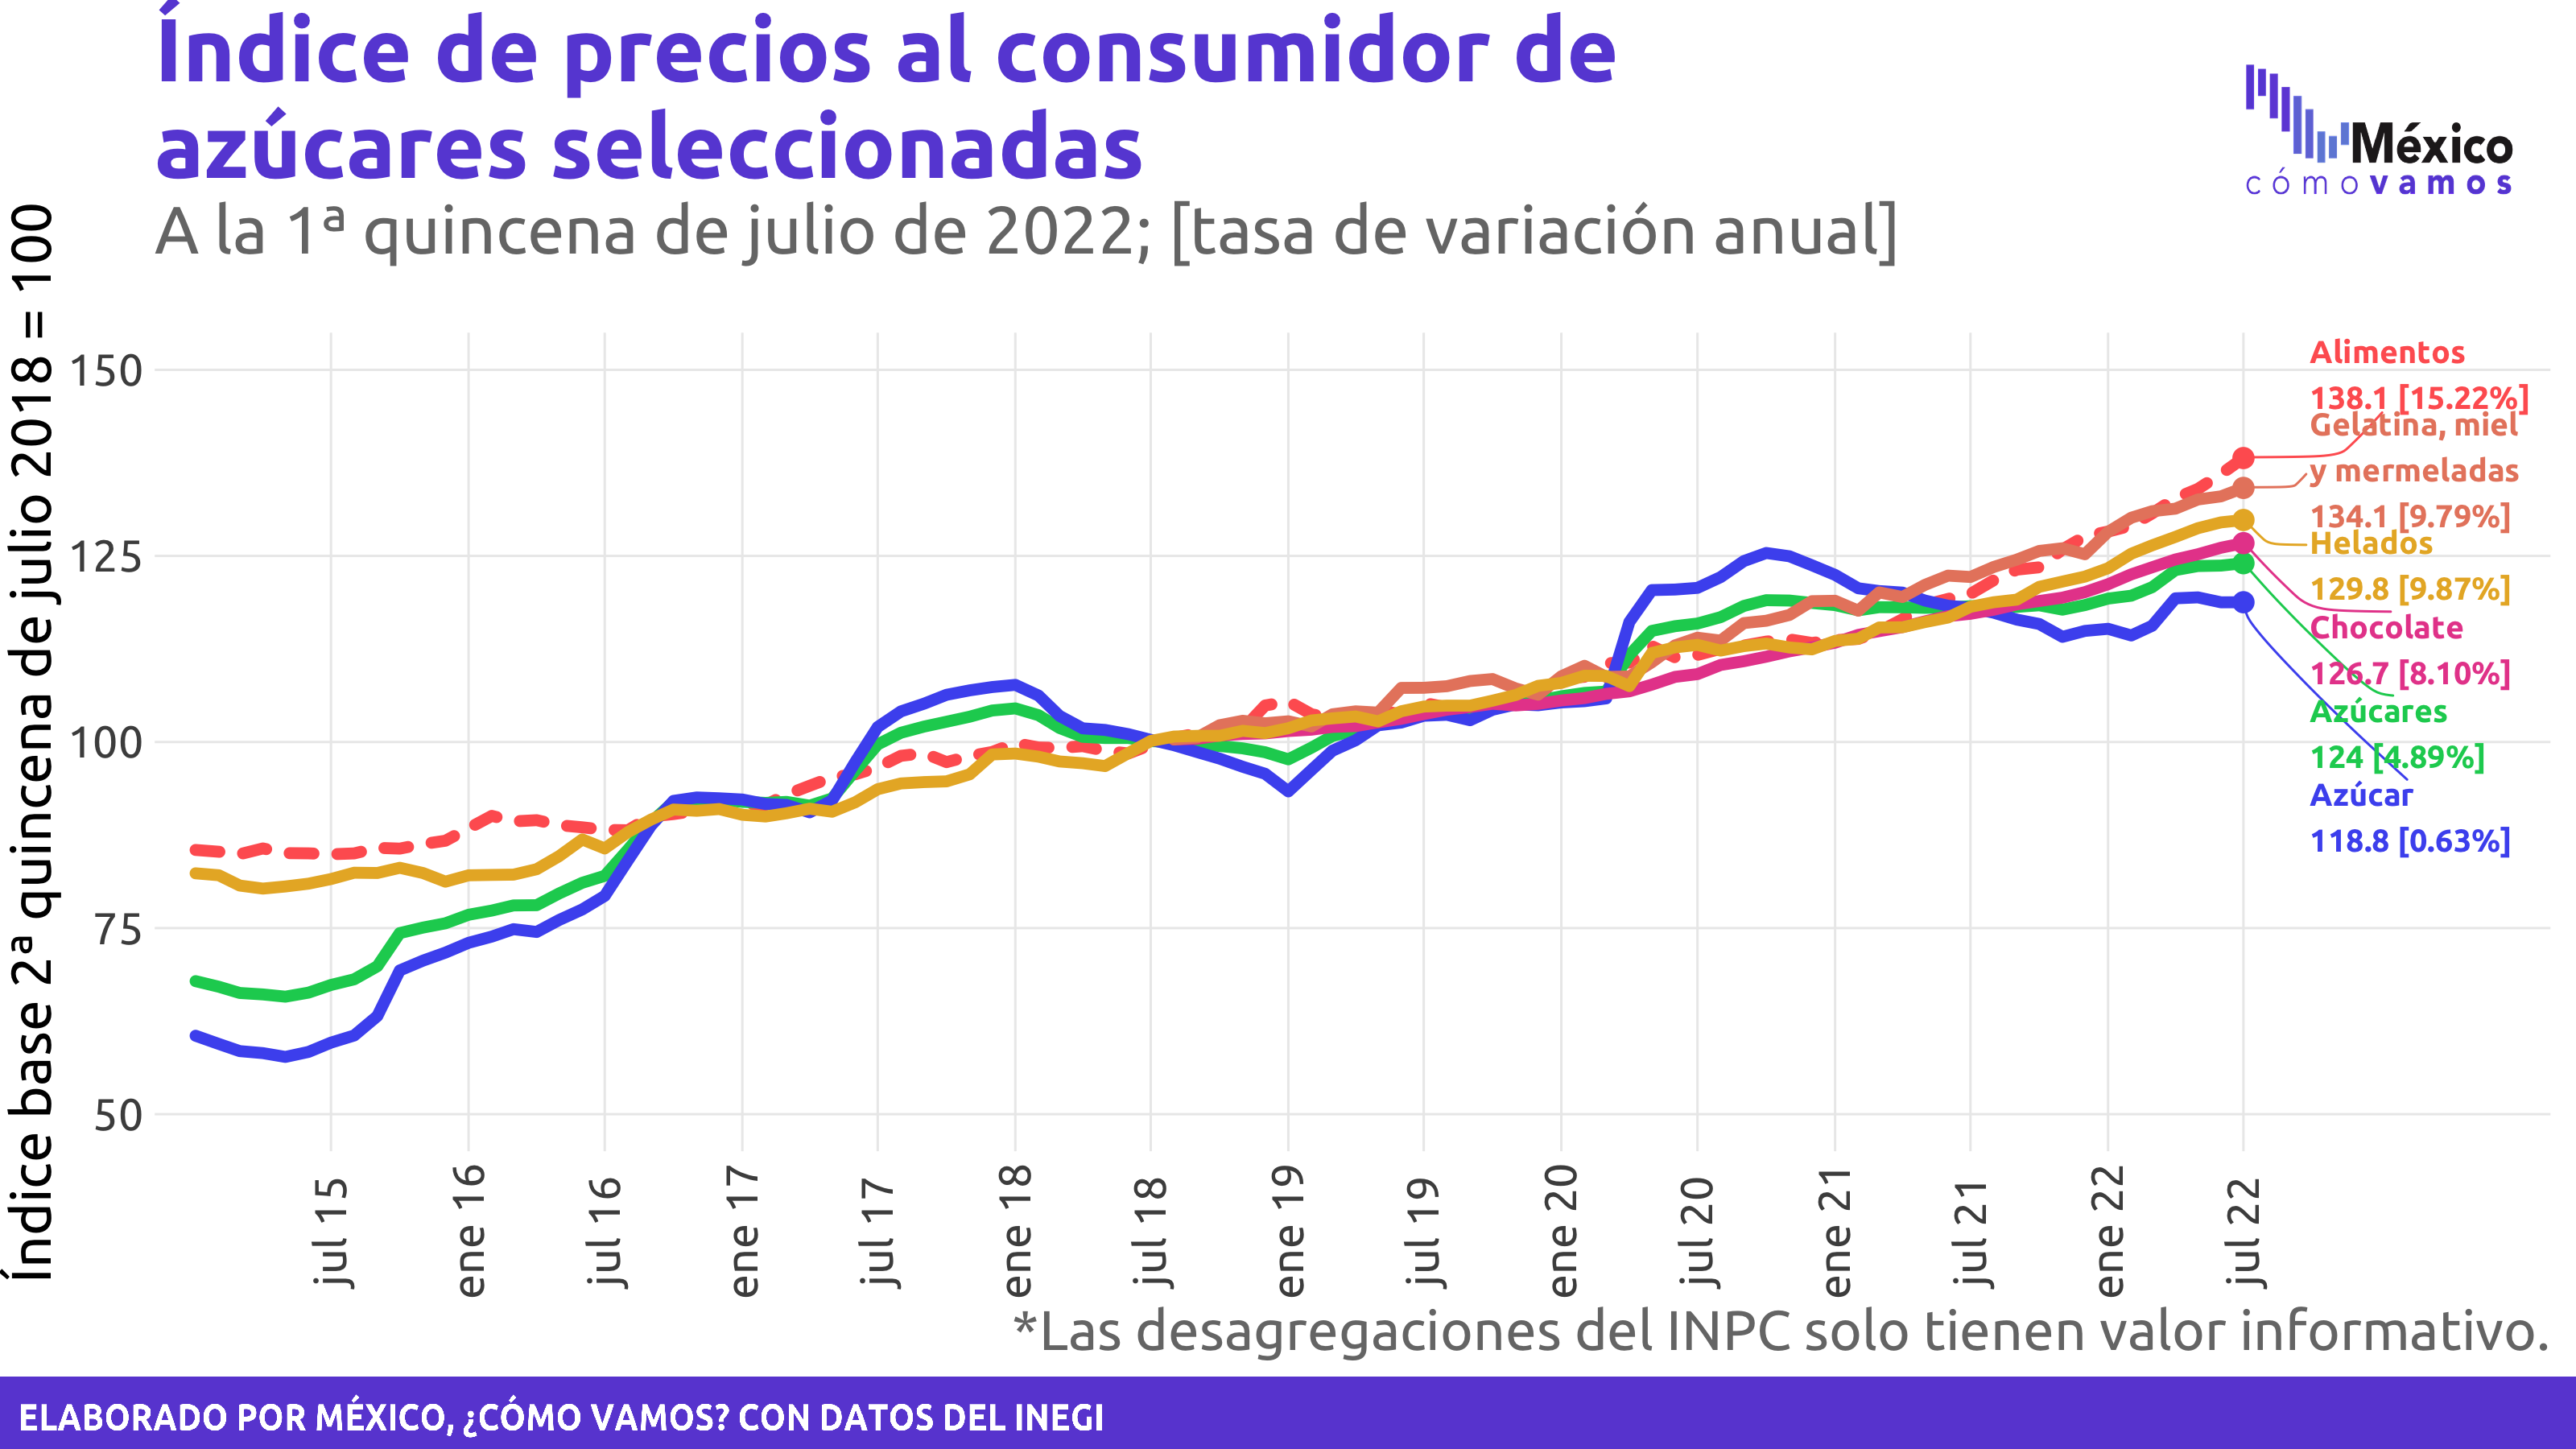 Índice de precios al consumidor de
azúcares seleccionadas
A la 1ª quincena de julio de 2022; [tasa de variación anual]
México
cómo vamos
Índice base 2ª quincena de julio 2018 = 100
150
125
100
75
50
Alimentos
138.1 [15.22%]
Gelatina, miel
y mermeladas
134.1 [9.79%]
Helados
129.8 [9.87%]
Chocolate
126.7 [8.10%]
Azúcares
124 [4.89%]
Azúcar
118.8 [0.63%]
jul 15
ene 16
jul 16
ene 17
jul 17
ene 18
jul 18
ene 19
jul 19
ene 20
jul 20
ene 21
jul 21
ene 22
jul 22
*Las desagregaciones del INPC solo tienen valor informativo.
ELABORADO POR MÉXICO, ¿CÓMO VAMOS? CON DATOS DEL INEGI